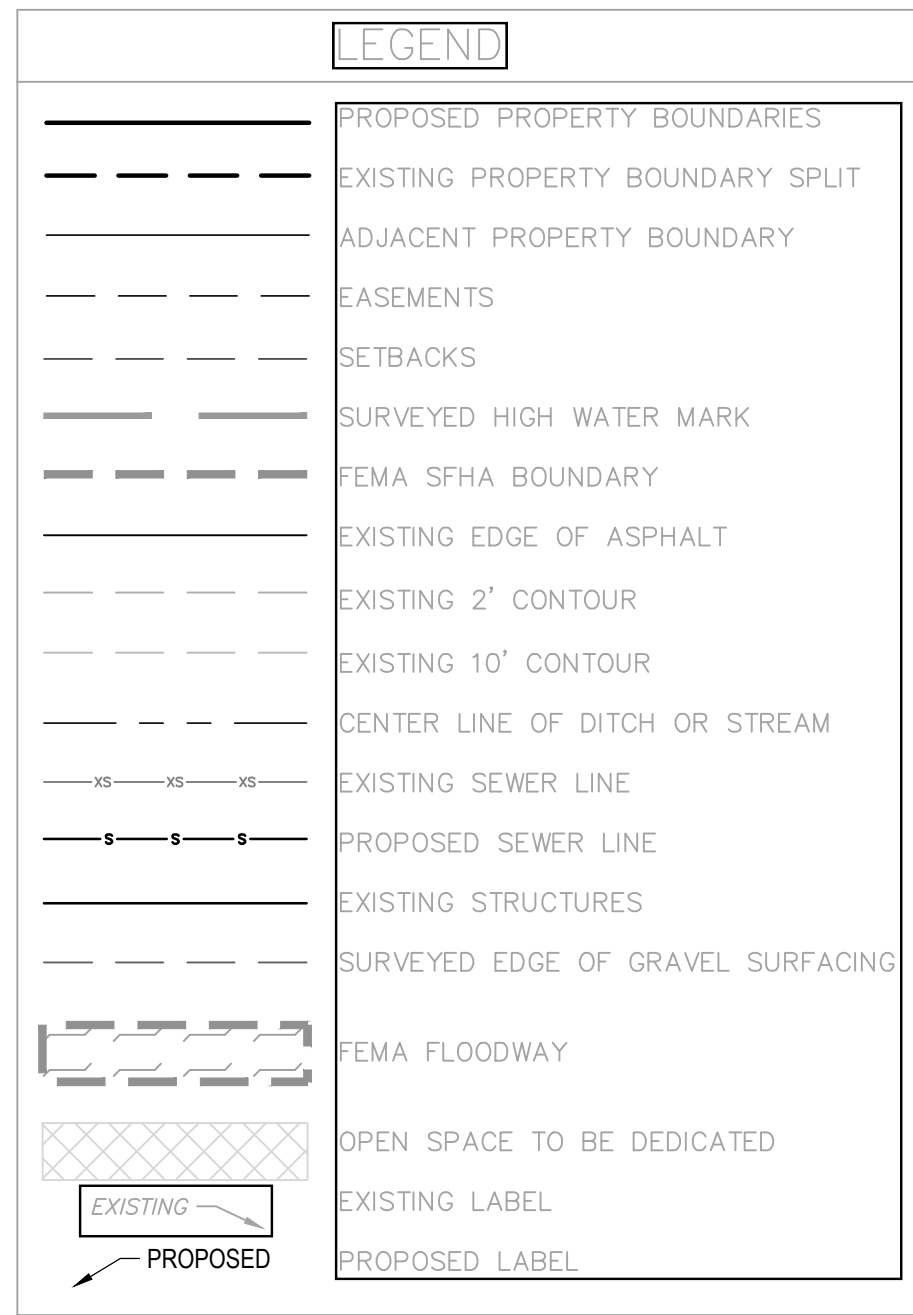 LEGEND
PROPOSED PROPERTY BOUNDARIES
EXISTING PROPERTY BOUNDARY SPLIT
ADJACENT PROPERTY BOUNDARY
EASEMENTS
SETBACKS
SURVEYED HIGH WATER MARK
FEMA SFHA BOUNDARY
EXISTING EDGE OF ASPHALT
EXISTING 2' CONTOUR
EXISTING 10' CONTOUR
CENTER LINE OF DITCH OR STREAM
XS XS XS EXISTING SEWER LINE
S S S PROPOSED SEWER LINE
EXISTING STRUCTURES
SURVEYED EDGE OF GRAVEL SURFACING
FEMA FLOODWAY
OPEN SPACE TO BE DEDICATED
EXISTING EXISTING LABEL
PROPOSED PROPOSED LABEL